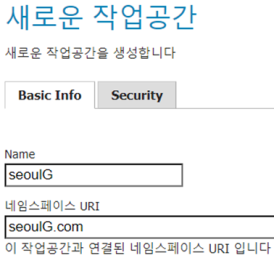 새로운 작업공간
새로운 작업공간을 생성합니다
Basic Info Security
Name
seoulG
네임스페이스 URI
seoulG.com
이 작업공간과 연결된 네임스페이스 URI 입니다